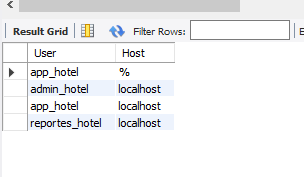 Result Grid Filter Rows: E
User Host
app_hotel %
admin_hotel localhost
app_hotel localhost
reportes_hotel localhost